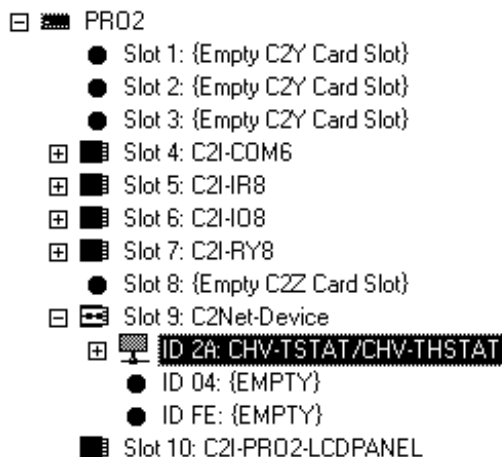 PRO2
Slot 1: {Empty C2Y Card Slot}
Slot 2: {Empty C2Y Card Slot}
Slot 3: {Empty C2Y Card Slot}
Slot 4: C2I-COM6
Slot 5: C2I-IR8
Slot 6: C2I-IO8
Slot 7: C2I-RY8
Slot 8: {Empty C2Z Card Slot}
Slot 9: C2Net-Device
ID 2A: CHV-TSTAT/CHV-THSTAT
ID 04: {EMPTY}
ID FE: {EMPTY}
Slot 10: C2I-PRO2-LCDPANEL